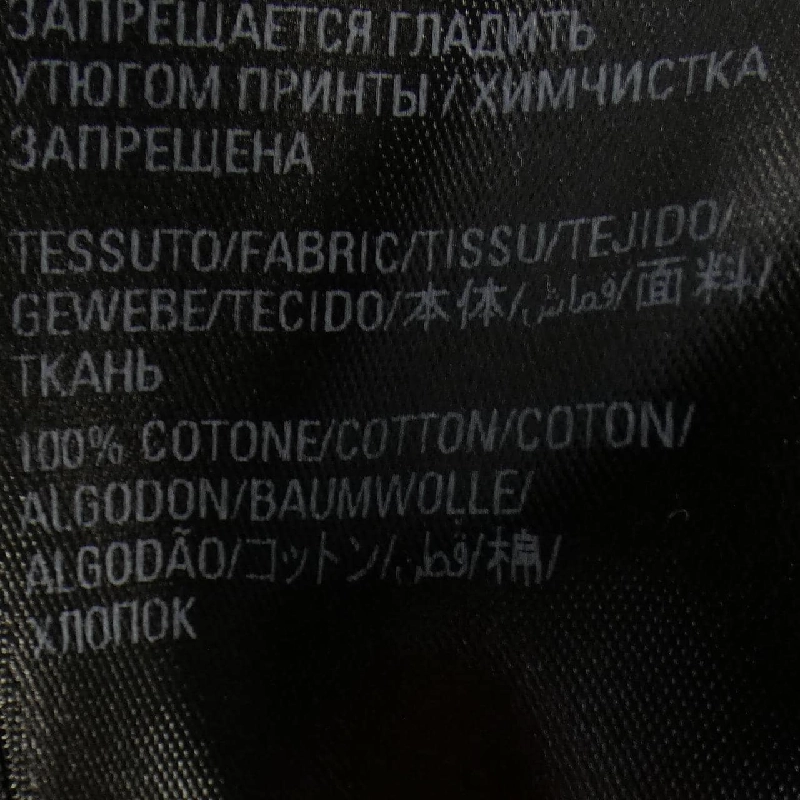 ЗАПРЕЩАЕТСЯ ГЛАДИТЬ
УТЮГОМ ПРИНТЫ / ХИМЧИСТКА
ЗАПРЕЩЕНА
TESSUTO/FABRIC/TISSU/TEJIDO/
GEWEBE/TECIDO/本体/قماش/面料/
ТКАНЬ
100% COTONE/COTTON/COTON/
ALGODON/BAUMWOLLE/
ALGODÃO/コットン/قطن/棉/
ХЛОПОК